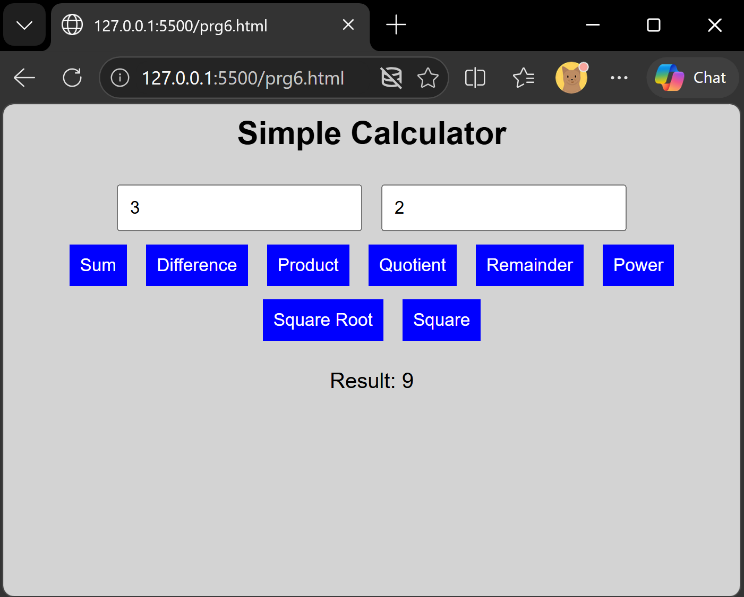 127.0.0.1:5500/prg6.html
127.0.0.1:5500/prg6.html
Chat
Simple Calculator
3 2
Sum Difference Product Quotient Remainder Power
Square Root Square
Result: 9